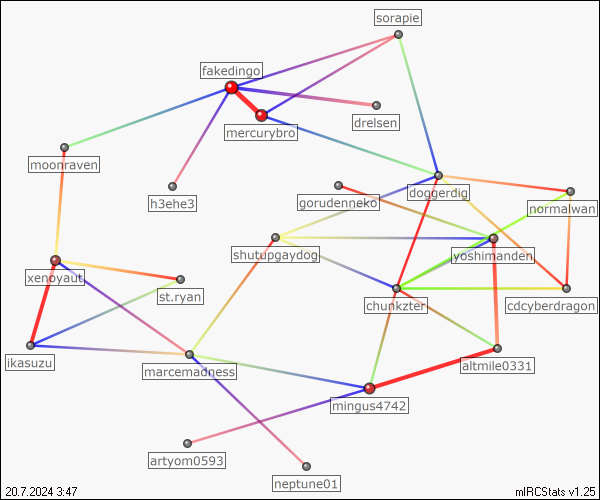 sorapie
fakedingo
drelsen
mercurybro
moonraven
doggerdig
h3ehe3
gorudenneko
normalwan
shutupgaydog
yoshimanden
xenoyaut
st.ryan
chunkzter
cdcyberdragon
ikasuzu
marcemadness
altmile0331
mingus4742
artyom0593
neptune01
20.7.2024 3:47
mIRCStats v1.25